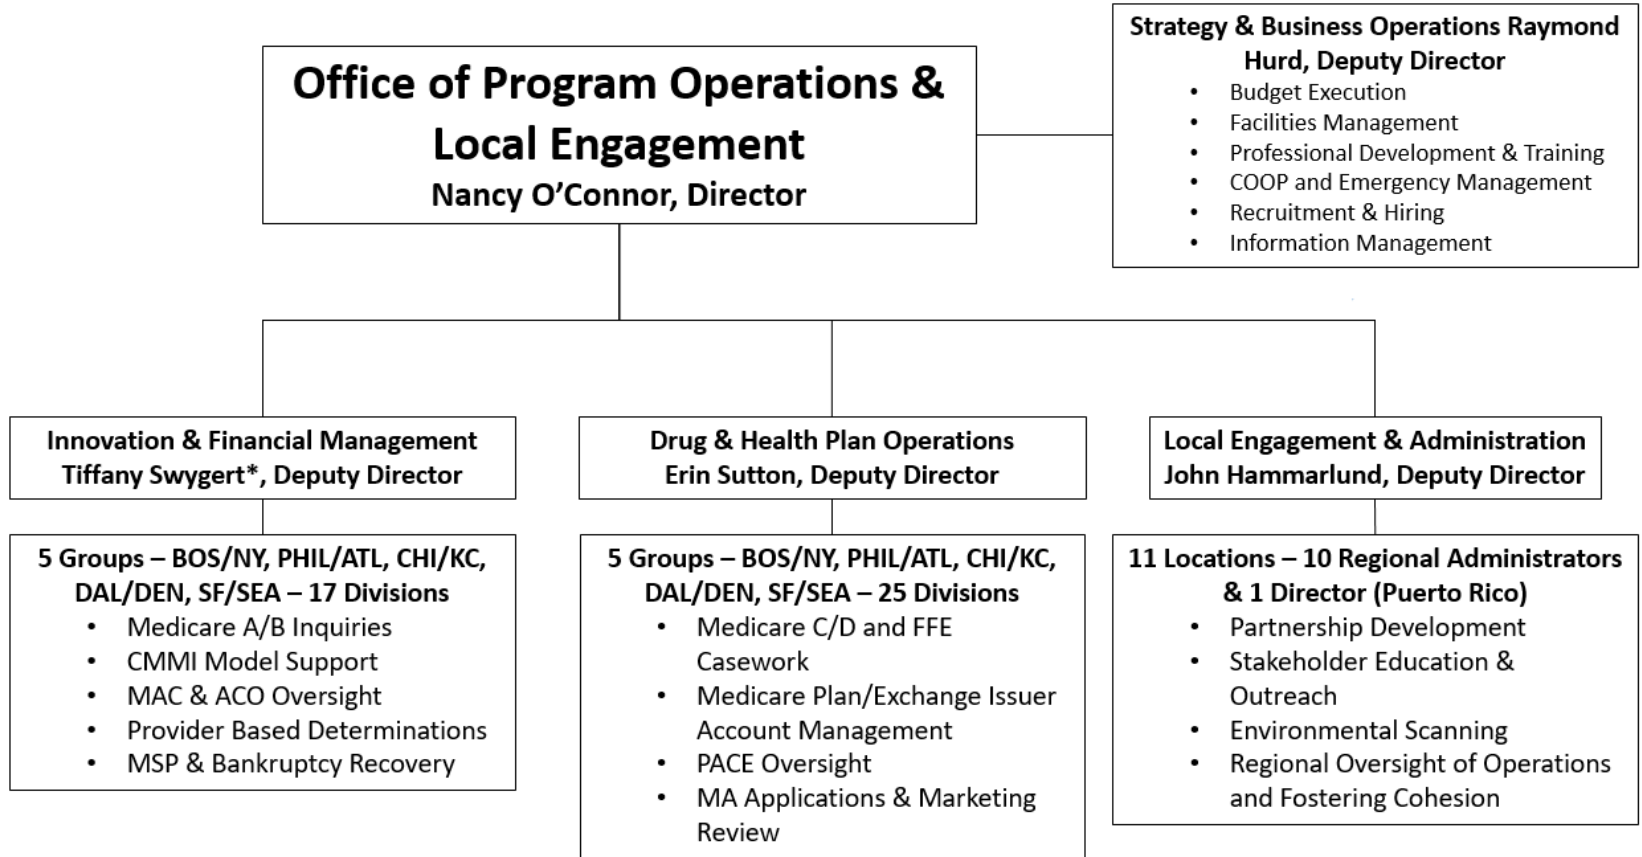 Office of Program Operations &
Local Engagement
Nancy O’Connor, Director
Strategy & Business Operations Raymond
Hurd, Deputy Director
• Budget Execution
• Facilities Management
• Professional Development & Training
• COOP and Emergency Management
• Recruitment & Hiring
• Information Management
Innovation & Financial Management
Tiffany Swygert*, Deputy Director
5 Groups – BOS/NY, PHIL/ATL, CHI/KC,
DAL/DEN, SF/SEA – 17 Divisions
• Medicare A/B Inquiries
• CMMI Model Support
• MAC & ACO Oversight
• Provider Based Determinations
• MSP & Bankruptcy Recovery
Drug & Health Plan Operations
Erin Sutton, Deputy Director
5 Groups – BOS/NY, PHIL/ATL, CHI/KC,
DAL/DEN, SF/SEA – 25 Divisions
• Medicare C/D and FFE
Casework
• Medicare Plan/Exchange Issuer
Account Management
• PACE Oversight
• MA Applications & Marketing
Review
Local Engagement & Administration
John Hammarlund, Deputy Director
11 Locations – 10 Regional Administrators
& 1 Director (Puerto Rico)
• Partnership Development
• Stakeholder Education &
Outreach
• Environmental Scanning
• Regional Oversight of Operations
and Fostering Cohesion